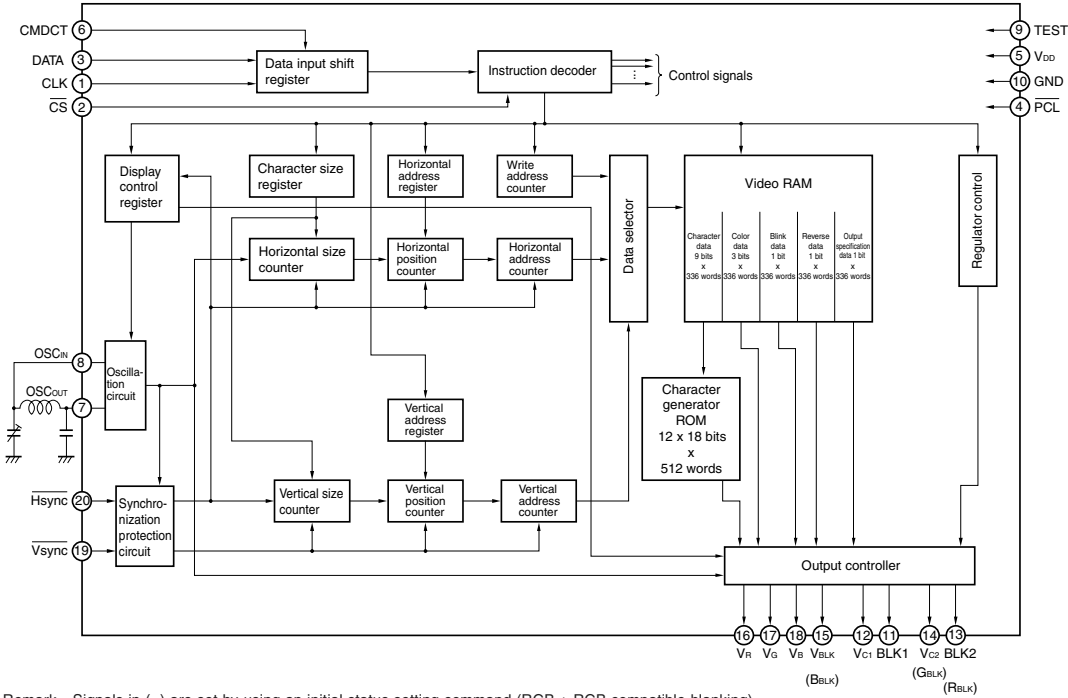 CMDCT 6
DATA 3
CLK 1
CS 2
Data input shift
register
Instruction decoder
Control signals
9 TEST
5 VDD
10 GND
4 PCL
Display
control
register
Character size
register
Horizontal
address
register
Write
address
counter
Data selector
Video RAM
Character
data
9 bits
x
336 words
Color
data
3 bits
x
336 words
Blink
data
1 bit
x
336 words
Reverse
data
1 bit
x
336 words
Output
specification
data 1 bit
x
336 words
Regulator control
Horizontal size
counter
Horizontal
position
counter
Horizontal
address
counter
OSCIN
8
OSCOUT
7
Oscilla-
tion
circuit
Vertical
address
register
Character
generator
ROM
12 x 18 bits
x
512 words
Hsync 20
Vsync 19
Synchro-
nization
protection
circuit
Vertical size
counter
Vertical
position
counter
Vertical
address
counter
Output controller
16 17 18 15 12 11 14 13
VR VG VB VBLK VC1 BLK1 VC2 BLK2
(BBLK) (GBLK) (RBLK)
Remark Signals in ( ) are set by using an initial status setting command (RGB + RGB compatible blanking)